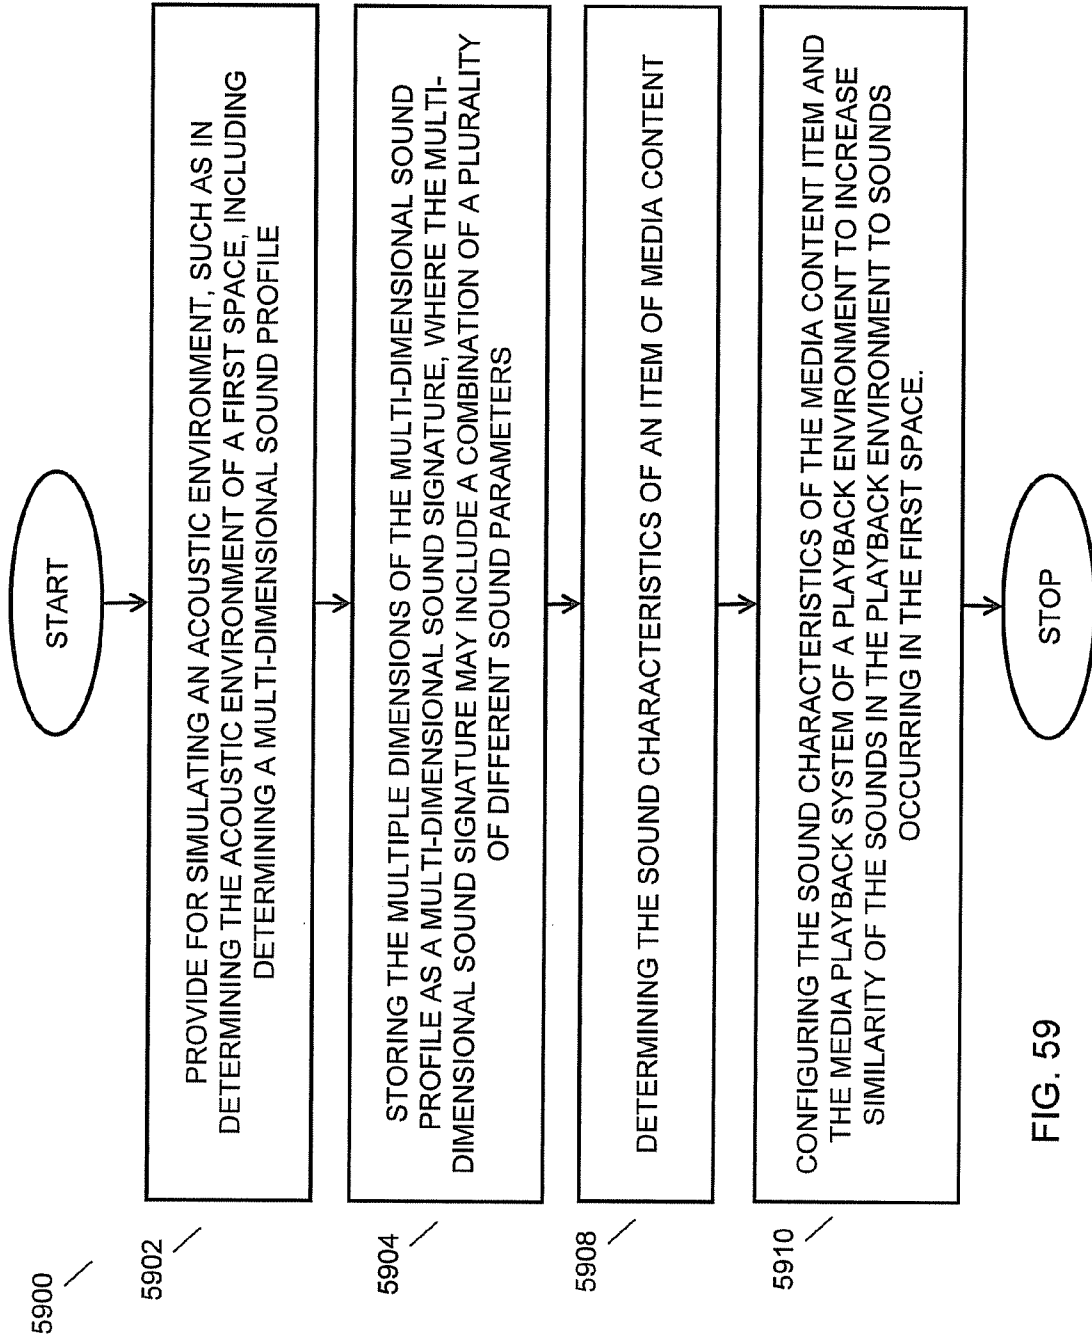 5900
START
5902
PROVIDE FOR SIMULATING AN ACOUSTIC ENVIRONMENT, SUCH AS IN
DETERMINING THE ACOUSTIC ENVIRONMENT OF A FIRST SPACE, INCLUDING
DETERMINING A MULTI-DIMENSIONAL SOUND PROFILE
5904
STORING THE MULTIPLE DIMENSIONS OF THE MULTI-DIMENSIONAL SOUND
PROFILE AS A MULTI-DIMENSIONAL SOUND SIGNATURE, WHERE THE MULTI-
DIMENSIONAL SOUND SIGNATURE MAY INCLUDE A COMBINATION OF A PLURALITY
OF DIFFERENT SOUND PARAMETERS
5908
DETERMINING THE SOUND CHARACTERISTICS OF AN ITEM OF MEDIA CONTENT
5910
CONFIGURING THE SOUND CHARACTERISTICS OF THE MEDIA CONTENT ITEM AND
THE MEDIA PLAYBACK SYSTEM OF A PLAYBACK ENVIRONMENT TO INCREASE
SIMILARITY OF THE SOUNDS IN THE PLAYBACK ENVIRONMENT TO SOUNDS
OCCURRING IN THE FIRST SPACE.
STOP
FIG. 59